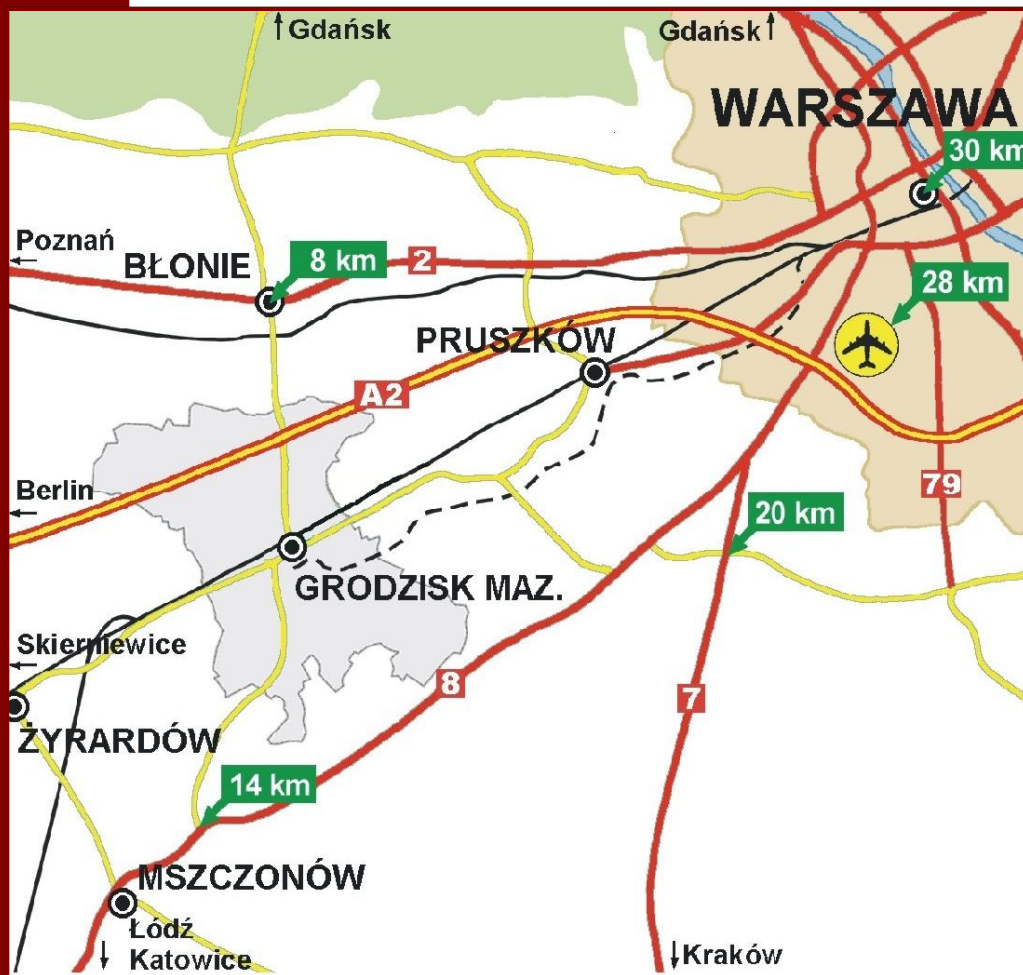 Gdańsk
Gdańsk
WARSZAWA
30 km
Poznań
BŁONIE
8 km
2
28 km
PRUSZKÓW
A2
Berlin
79
20 km
GRODZISK MAZ.
Skierniewice
8
7
ŻYRARDÓW
14 km
MSZCZONÓW
Łódź
Katowice
Kraków